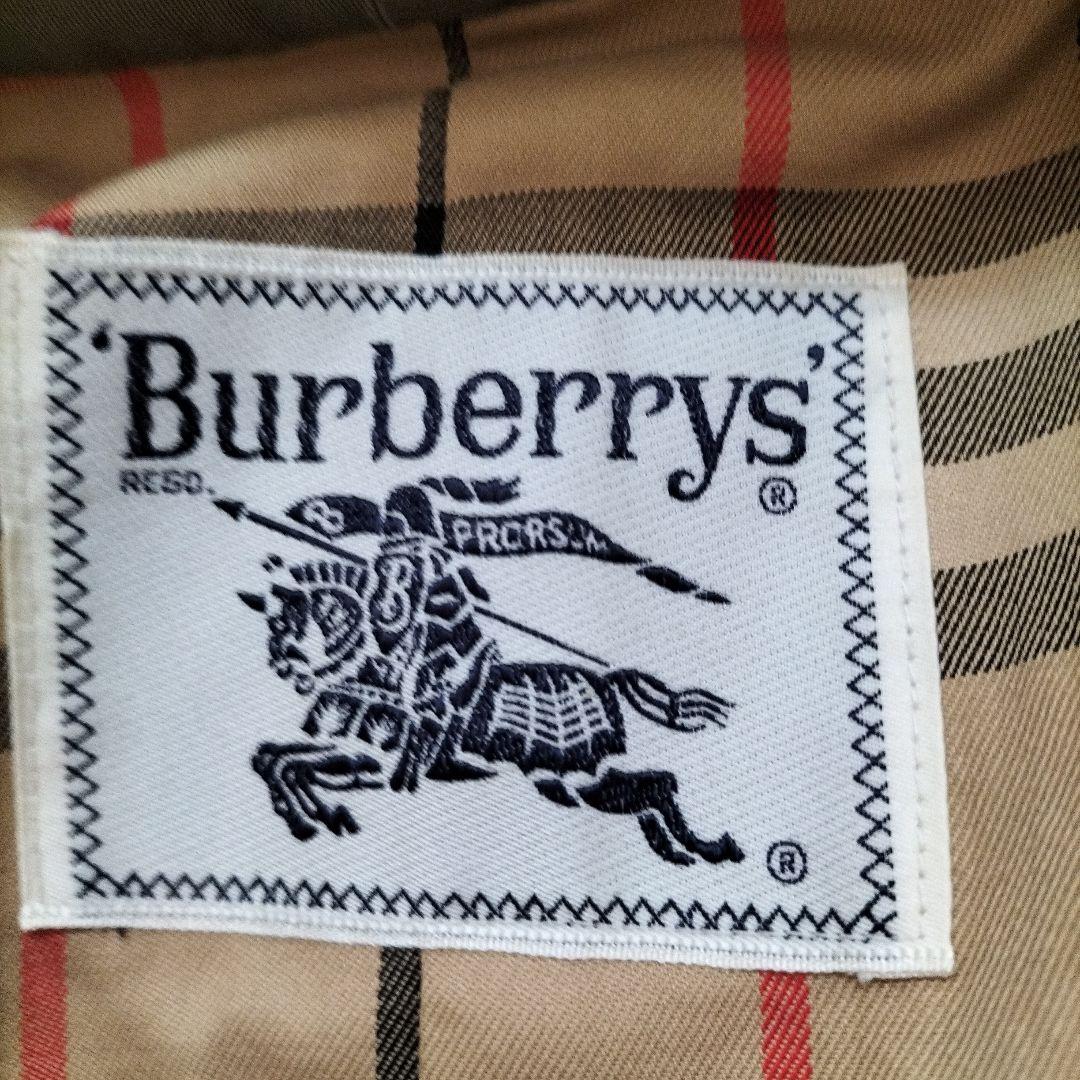 'Burberrys'
REGD.
®
PRORSUM
B
®